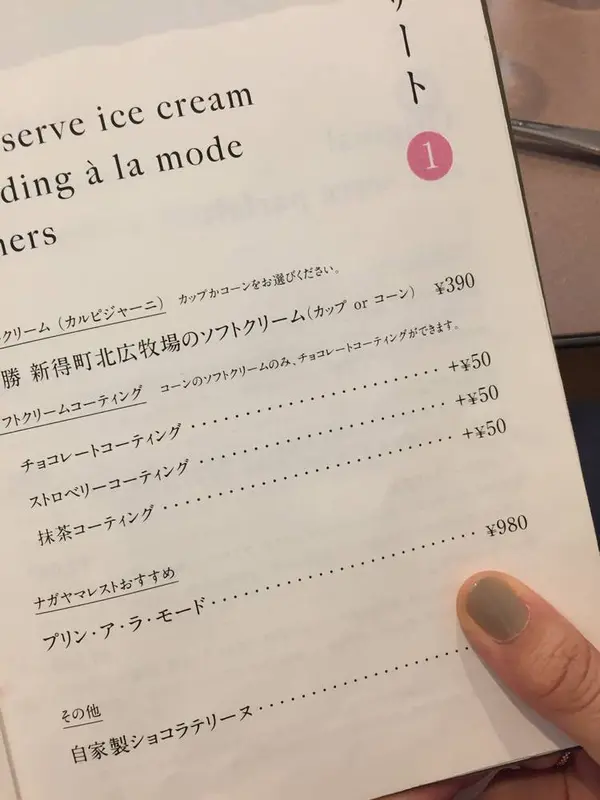 ート
1
serve ice cream
ding à la mode
ners
クリーム（カルピジャーニ） カップかコーンをお選びください。
勝 新得町北広牧場のソフトクリーム（カップ or コーン） ¥390
フトクリームコーティング コーンのソフトクリームのみ、チョコレートコーティングができます。
チョコレートコーティング ････････････････････････ +¥50
ストロベリーコーティング ････････････････････････ +¥50
抹茶コーティング ････････････････････････････ +¥50
ナガヤマレストおすすめ
プリン・ア・ラ・モード ････････････････････････ ¥980
その他
自家製ショコラテリーヌ ････････････････････